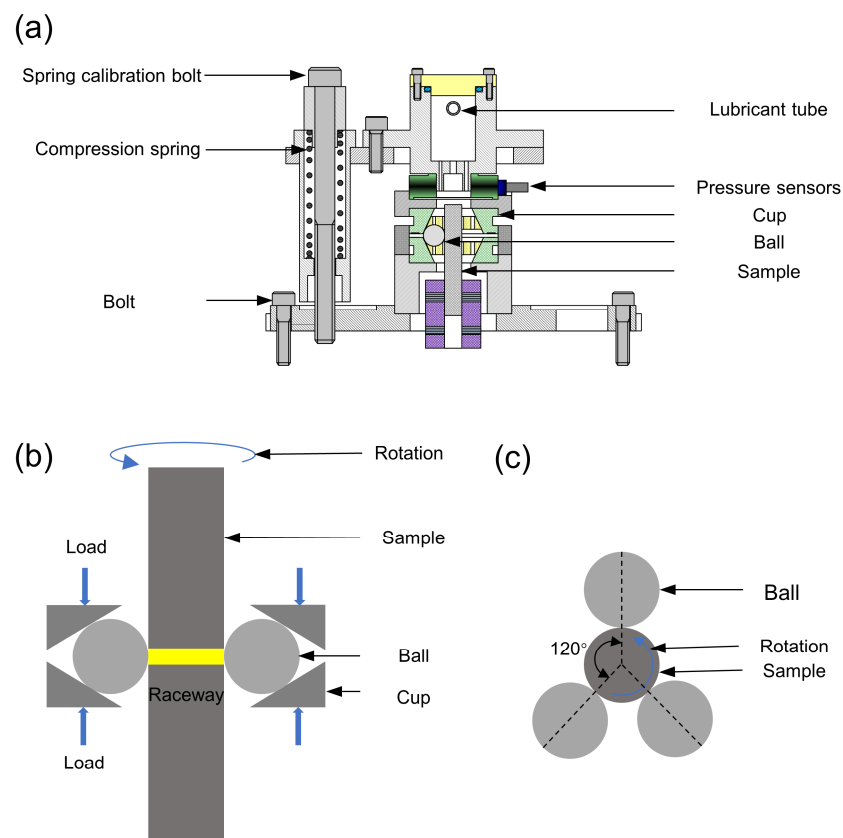 (a)
Spring calibration bolt
Lubricant tube
Compression spring
Pressure sensors
Cup
Ball
Sample
Bolt
(b)
(c)
Rotation
Sample
Load
Ball
Raceway
Cup
Load
Ball
120°
Rotation
Sample